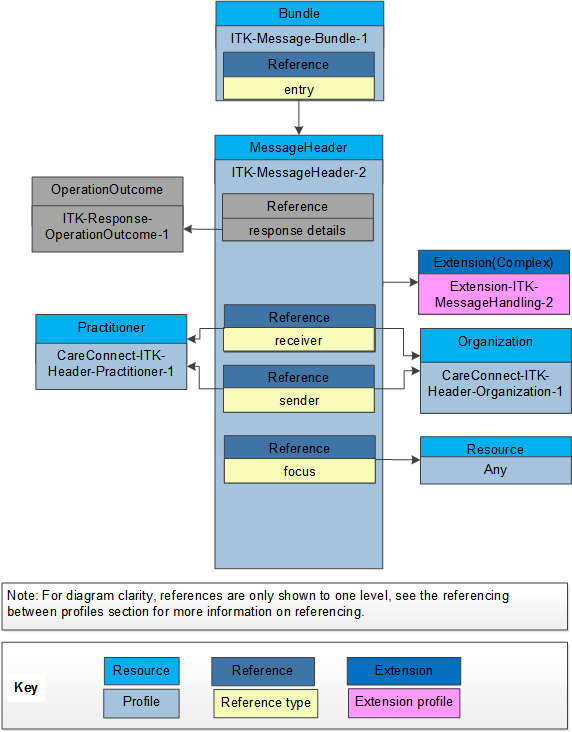 Bundle
ITK-Message-Bundle-1
Reference
entry
MessageHeader
ITK-MessageHeader-2
OperationOutcome
ITK-Response-
OperationOutcome-1
Reference
response details
Extension(Complex)
Extension-ITK-
MessageHandling-2
Reference
receiver
Practitioner
CareConnect-ITK-
Header-Practitioner-1
Organization
CareConnect-ITK-
Header-Organization-1
Reference
sender
Reference
focus
Resource
Any
Note: For diagram clarity, references are only shown to one level, see the referencing
between profiles section for more information on referencing.
Key
Resource
Profile
Reference
Reference type
Extension
Extension profile